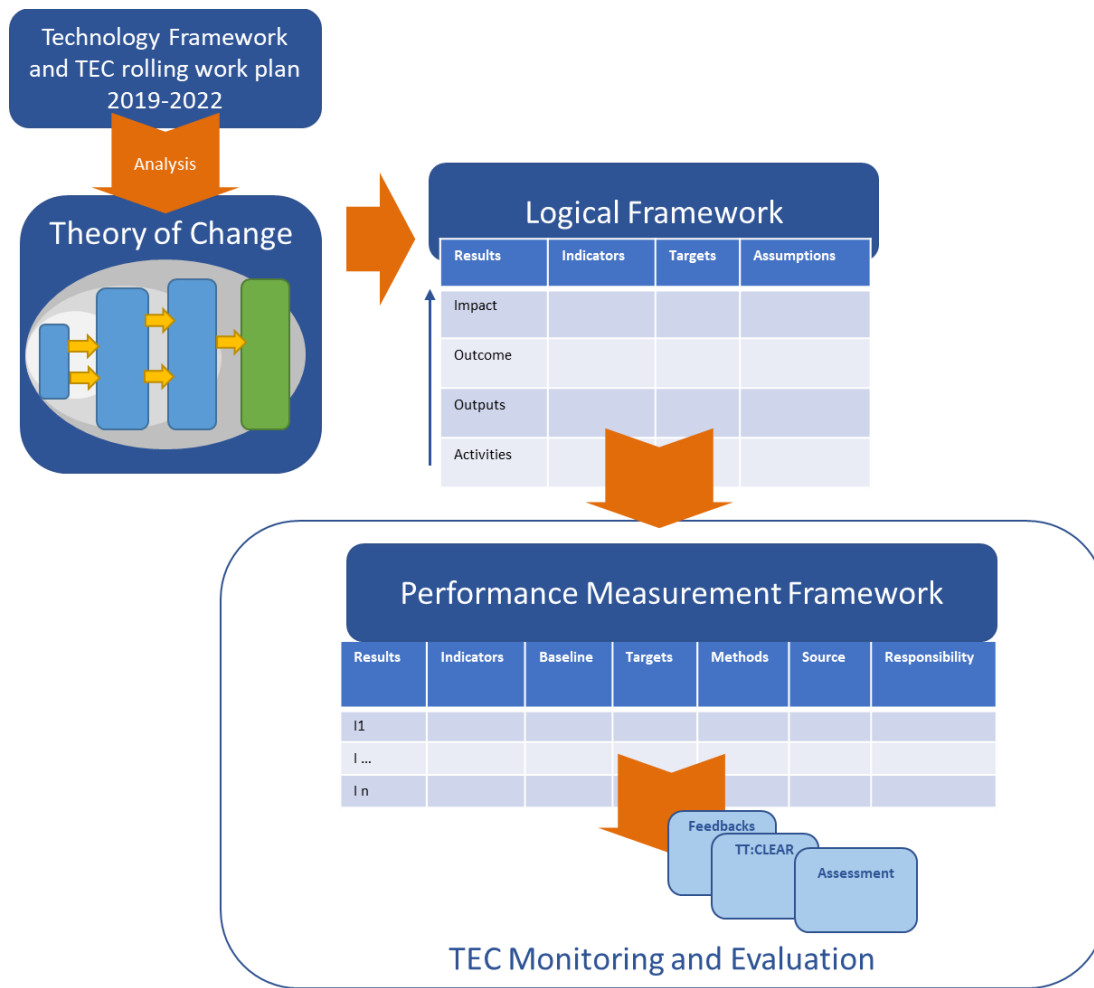 Technology Framework
and TEC rolling work plan
2019-2022
Analysis
Theory of Change
Logical Framework
Results Indicators Targets Assumptions
Impact
Outcome
Outputs
Activities
Performance Measurement Framework
Results Indicators Baseline Targets Methods Source Responsibility
I1
I ...
I n
Feedbacks
TT:CLEAR
Assessment
TEC Monitoring and Evaluation